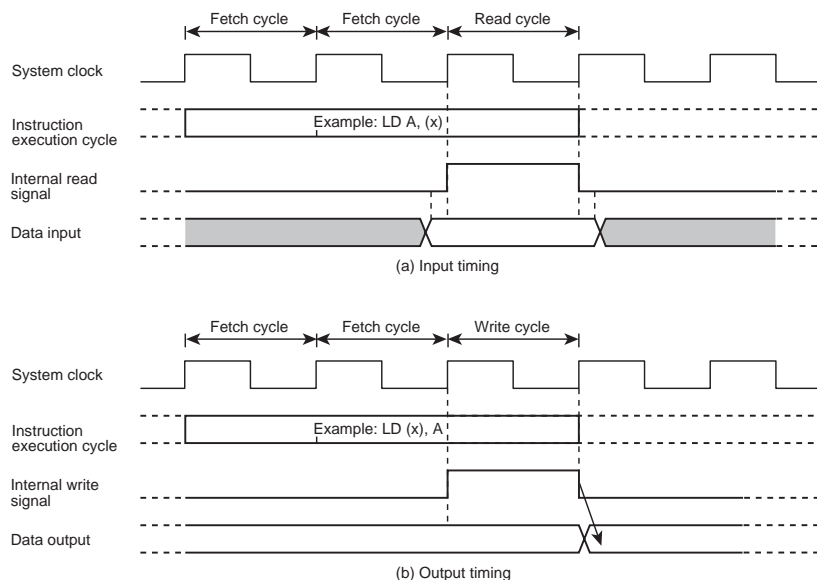 Fetch cycle Fetch cycle Read cycle
System clock
Instruction
execution cycle
Example: LD A, (x)
Internal read
signal
Data input
(a) Input timing
Fetch cycle Fetch cycle Write cycle
System clock
Instruction
execution cycle
Example: LD (x), A
Internal write
signal
Data output
(b) Output timing